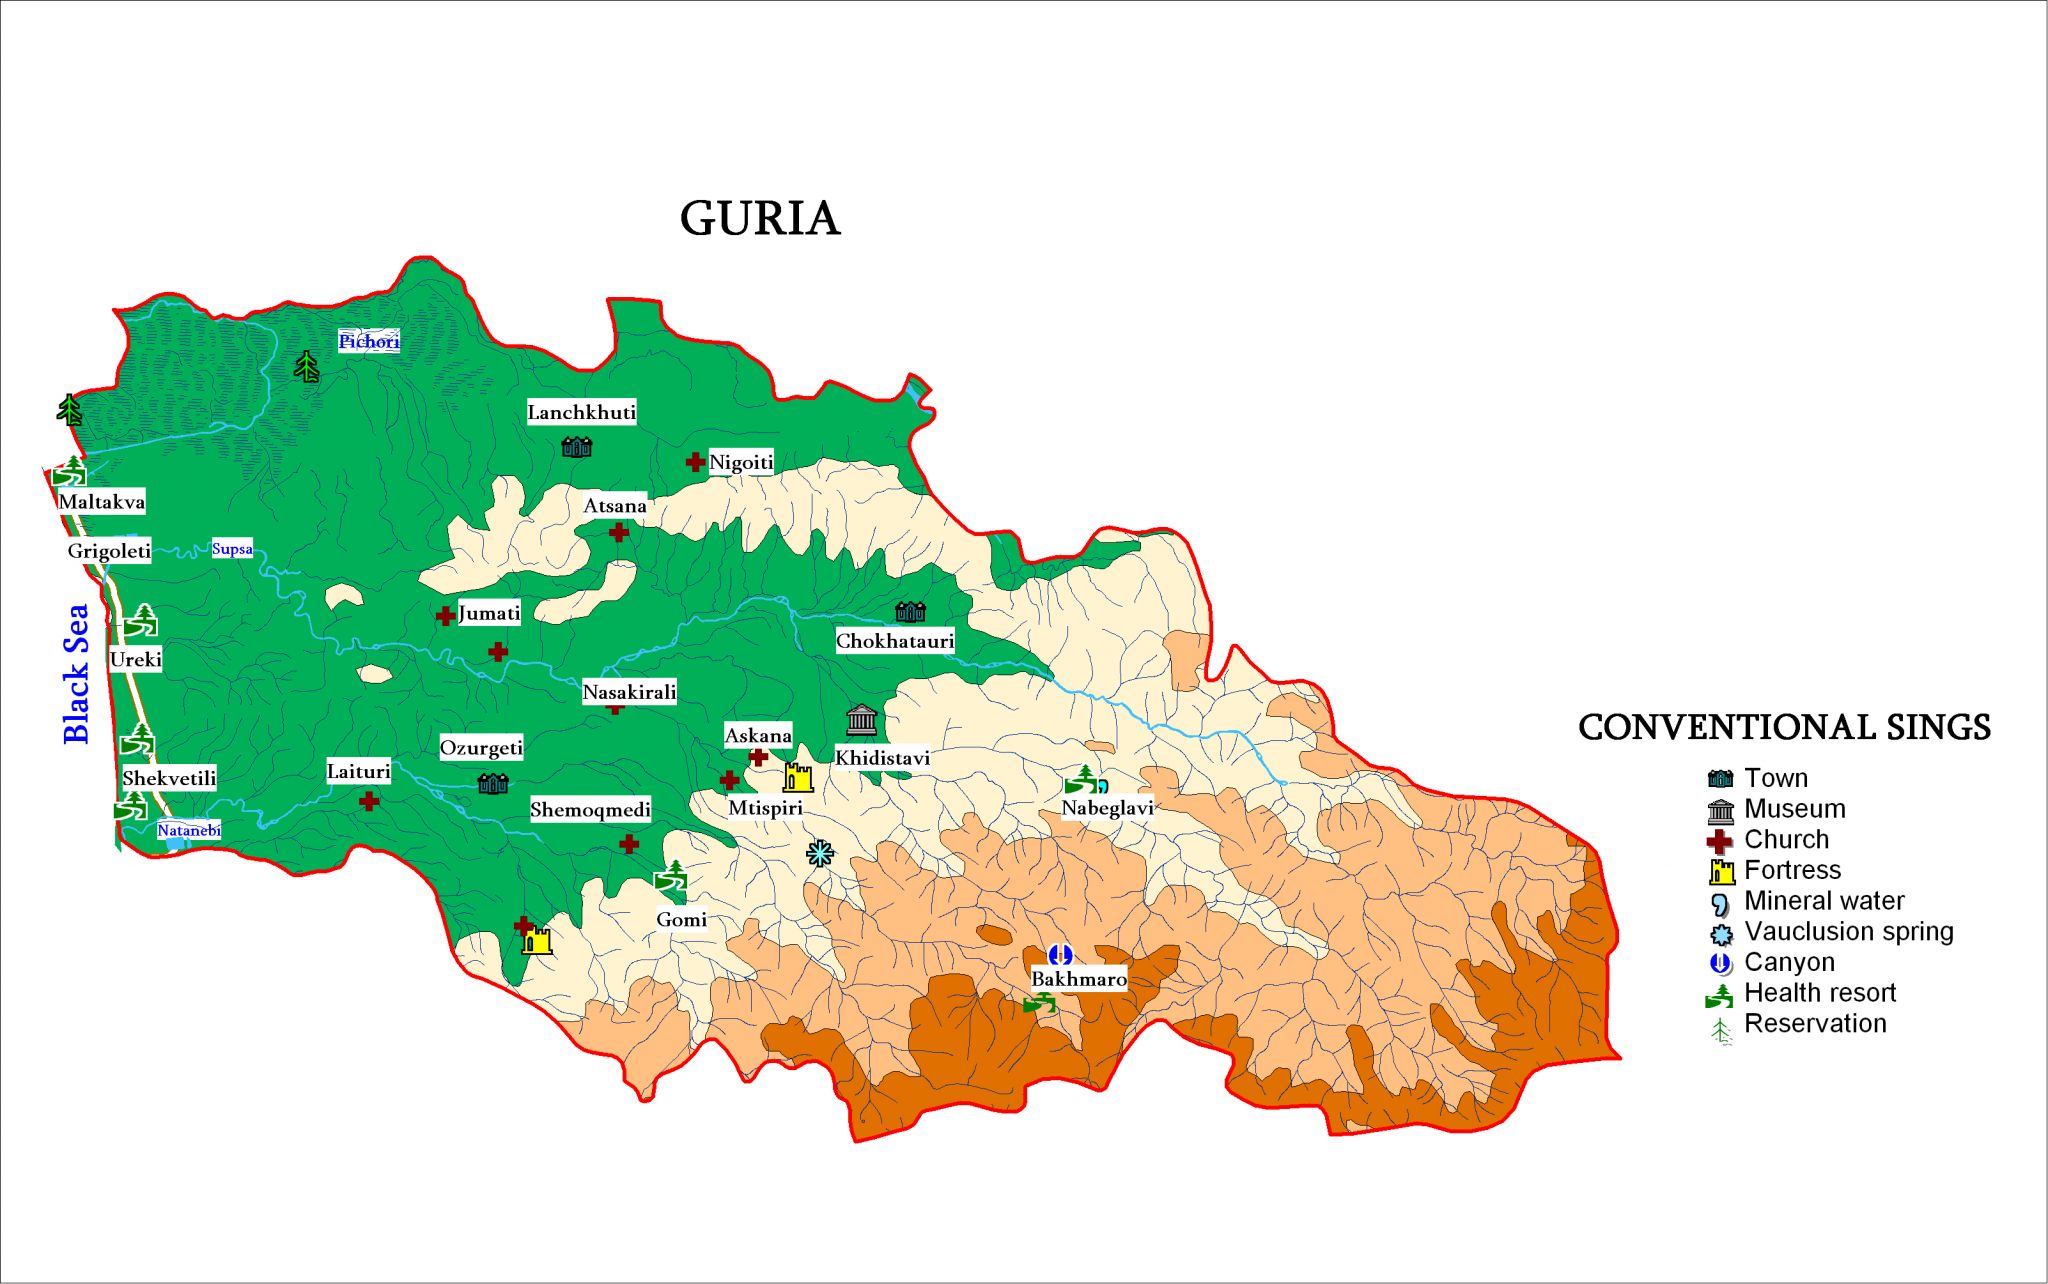 GURIA
Pichori
Lanchkhuti
Nigoiti
Maltakva
Atsana
Grigoleti
Supsa
Jumati
Chokhatauri
Black Sea
Ureki
Nasakirali
Askana
Ozurgeti
Khidistavi
Laituri
Shekvetili
Shemoqmedi
Mtispiri
Nabeglavi
Natanebi
Gomi
Bakhmaro
CONVENTIONAL SINGS
Town
Museum
Church
Fortress
Mineral water
Vauclusion spring
Canyon
Health resort
Reservation